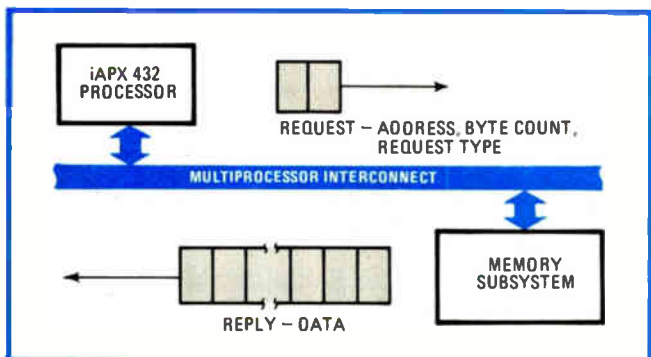 iAPX 432
PROCESSOR
REQUEST – ADDRESS, BYTE COUNT,
REQUEST TYPE
MULTIPROCESSOR INTERCONNECT
MEMORY
SUBSYSTEM
REPLY – DATA